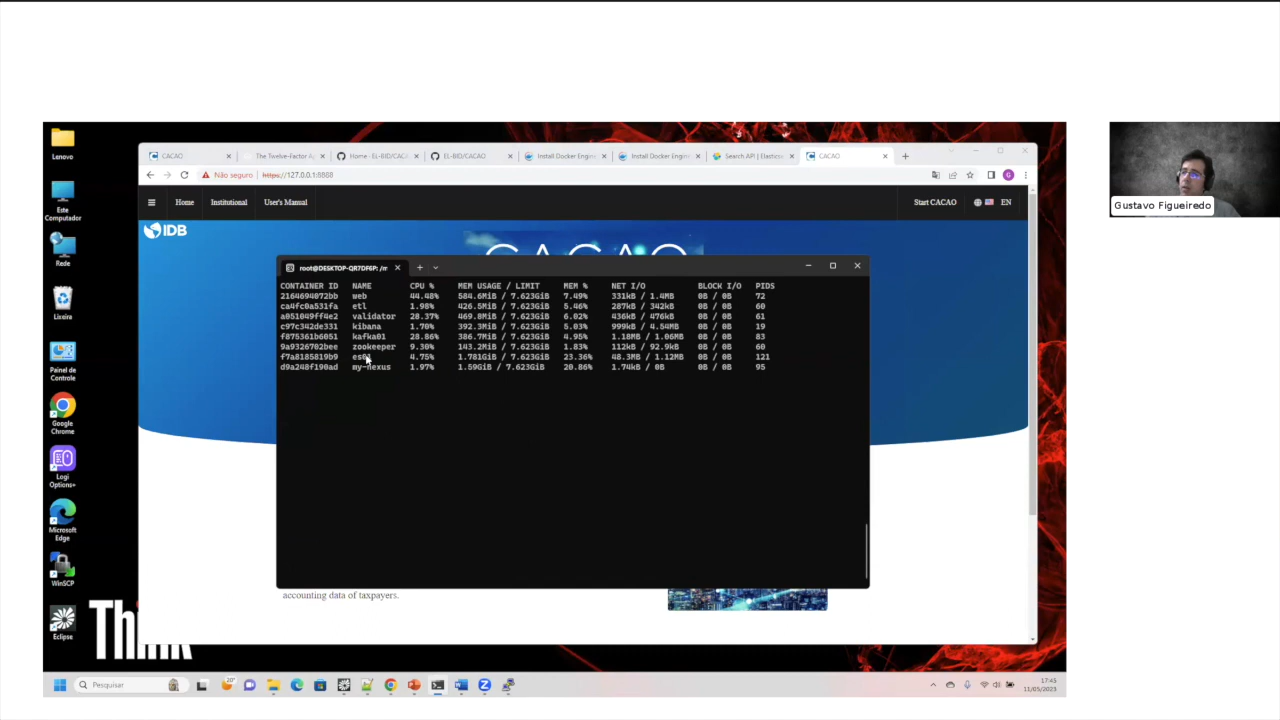 Lenovo
Este Computador
Rede
Lixeira
Painel de Controle
Google Chrome
Logi Options+
Microsoft Edge
WinSCP
Eclipse
Think
CACAO
The Twelve-Factor A
Home · EL-BID/CAC
EL-BID/CACAO
Install Docker Engin
Install Docker Engin
Search API | Elastics
CACAO
Não seguro https://127.0.0.1:8888
Home Institutional User's Manual Start CACAO EN
IDB
CACAO
root@DESKTOP-QR7DF6P: /m
CONTAINER ID NAME CPU % MEM USAGE / LIMIT MEM % NET I/O BLOCK I/O PIDS
2164694072bb web 44.48% 584.6MiB / 7.623GiB 7.49% 331kB / 1.4MB 0B / 0B 72
ca4fc0a531fa etl 1.98% 426.5MiB / 7.623GiB 5.46% 287kB / 342kB 0B / 0B 60
a051049ff4e2 validator 28.37% 469.8MiB / 7.623GiB 6.02% 436kB / 476kB 0B / 0B 61
c97c342de331 kibana 1.70% 392.3MiB / 7.623GiB 5.03% 999kB / 4.54MB 0B / 0B 19
f875361b6051 kafka01 28.86% 386.7MiB / 7.623GiB 4.95% 1.18MB / 1.06MB 0B / 0B 83
9a9326702bee zookeeper 9.30% 143.2MiB / 7.623GiB 1.83% 112kB / 92.9kB 0B / 0B 60
f7a8185819b9 es01 4.75% 1.781GiB / 7.623GiB 23.36% 48.3MB / 1.12MB 0B / 0B 121
d9a248f190ad my-nexus 1.97% 1.59GiB / 7.623GiB 20.86% 1.74kB / 0B 0B / 0B 95
accounting data of taxpayers.
Pesquisar
20°
17:45
11/05/2023
Gustavo Figueiredo